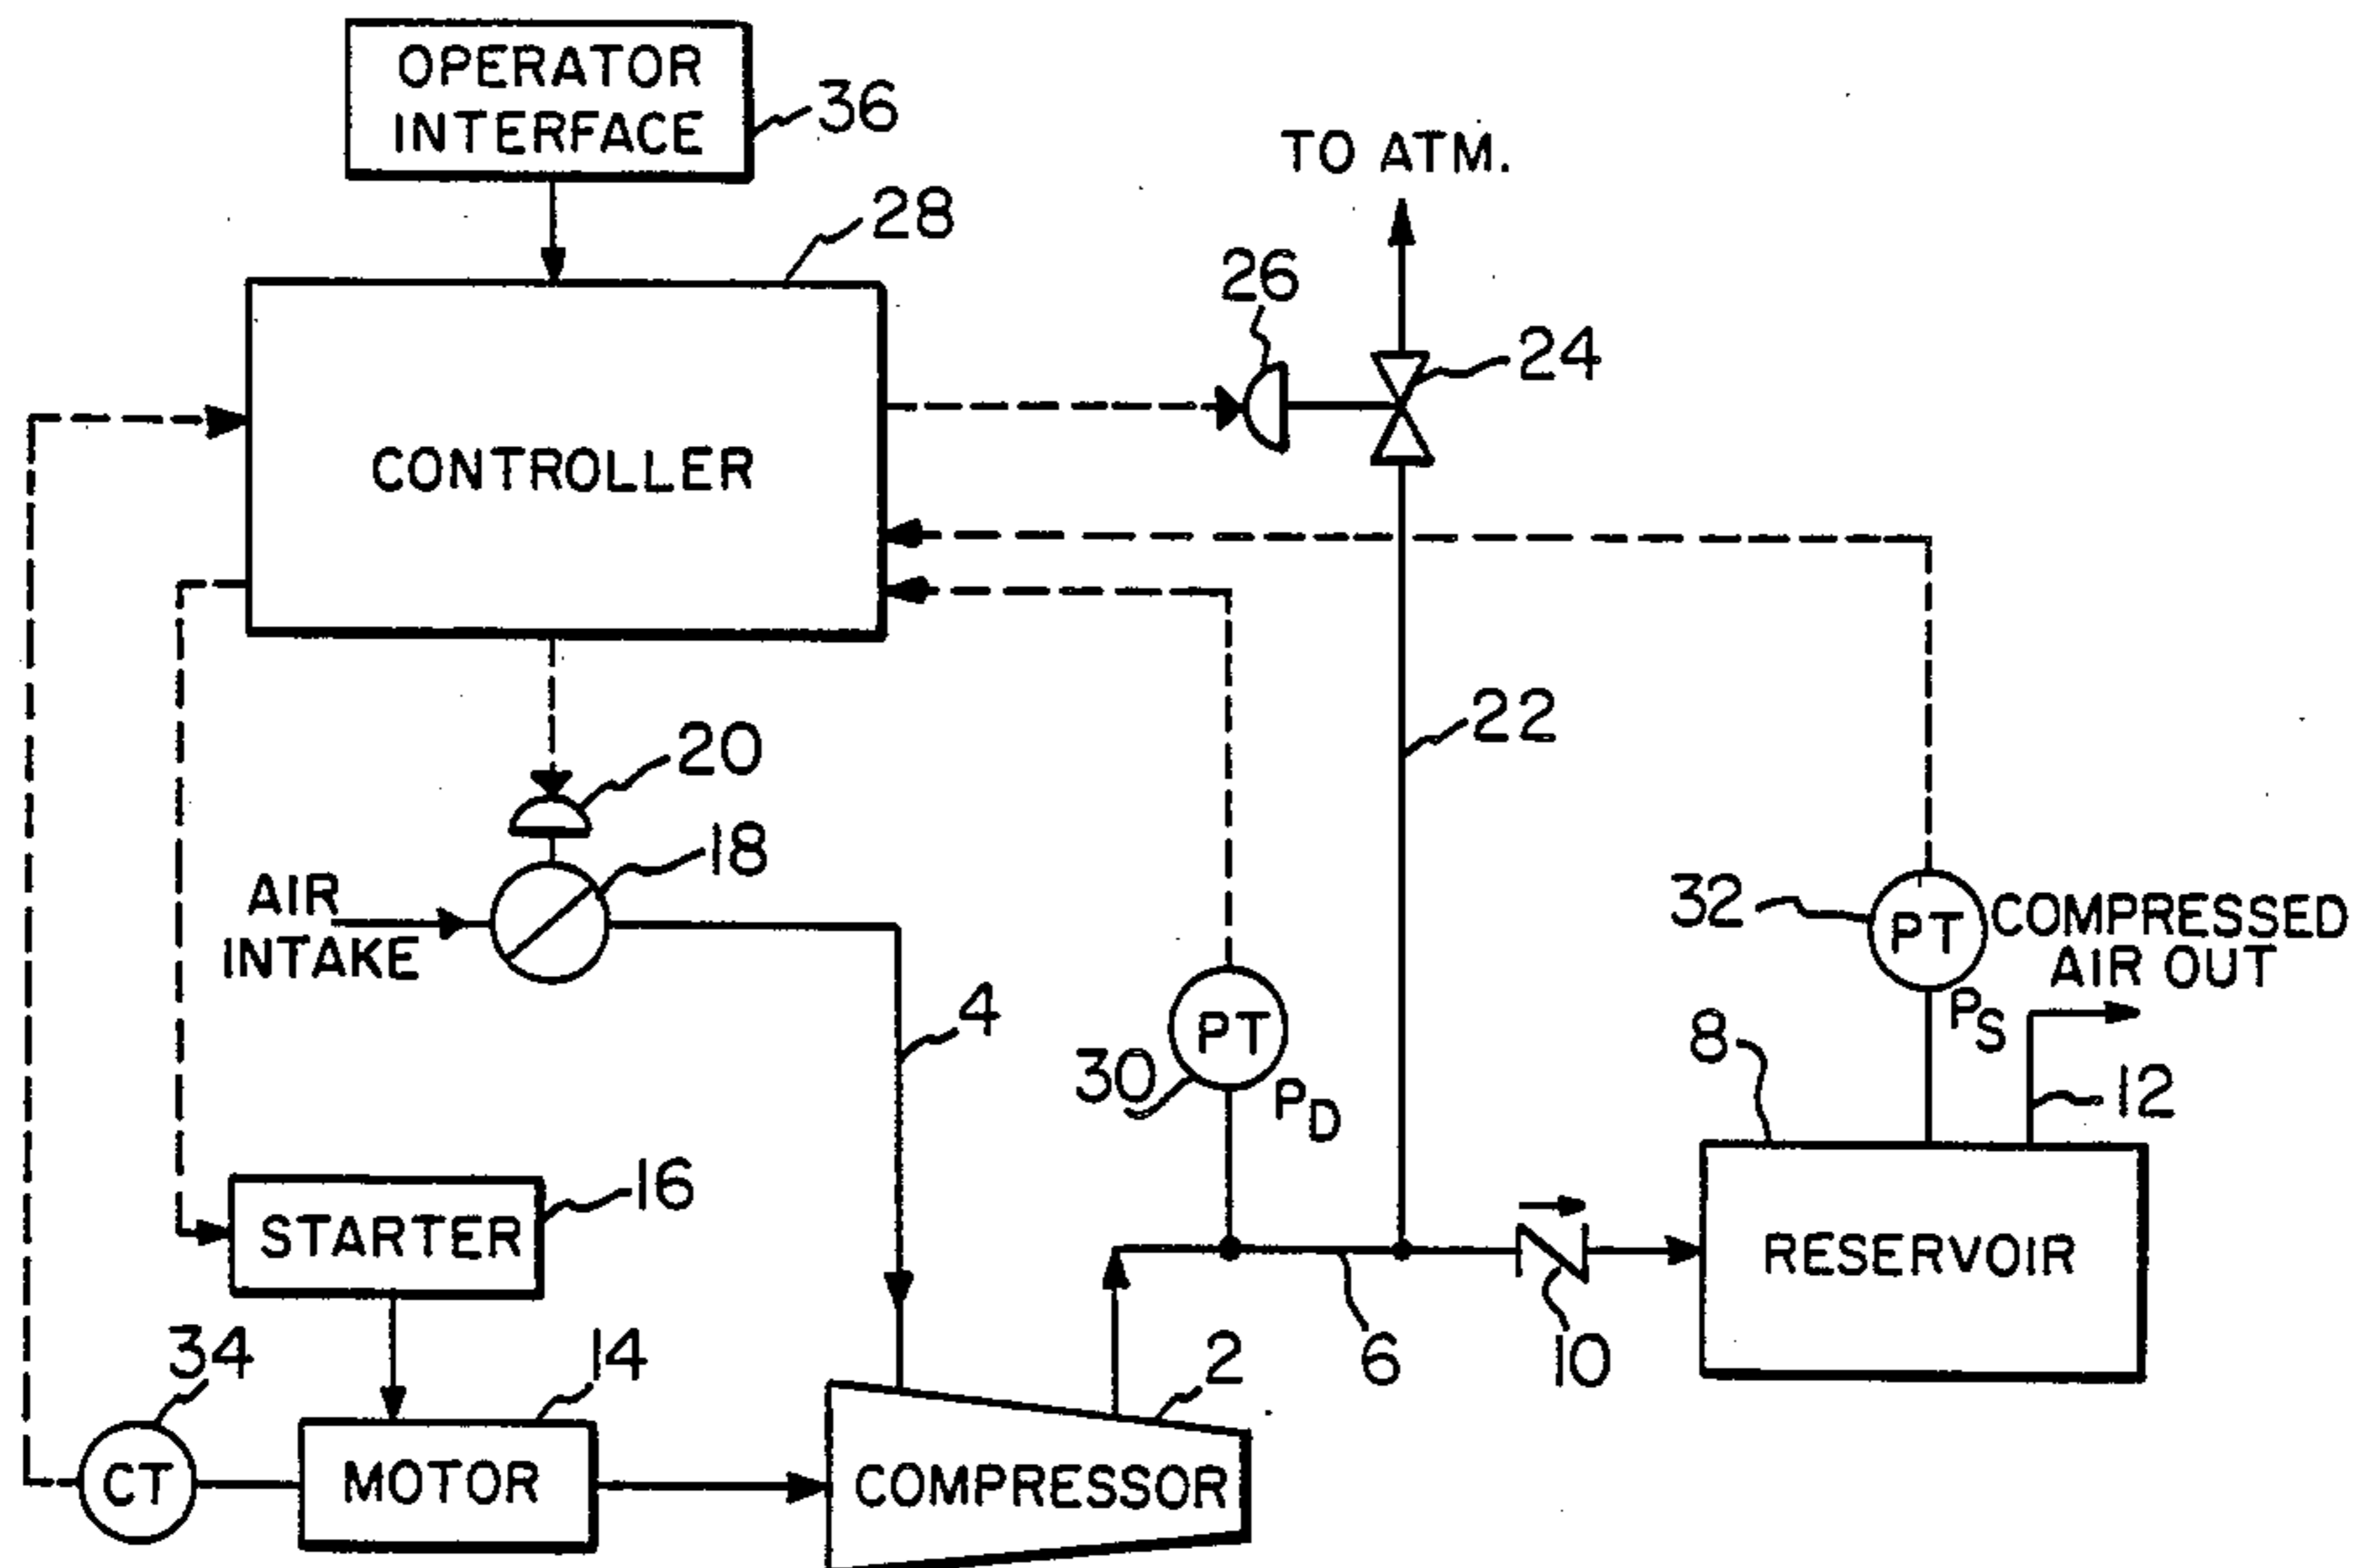 OPERATOR
INTERFACE
36
28
TO ATM.
26
24
CONTROLLER
22
20
18
AIR
INTAKE
4
32
PT
COMPRESSED
AIR OUT
PS
8
12
PT
30
PD
16
STARTER
RESERVOIR
34
14
2
6
10
CT
MOTOR
COMPRESSOR